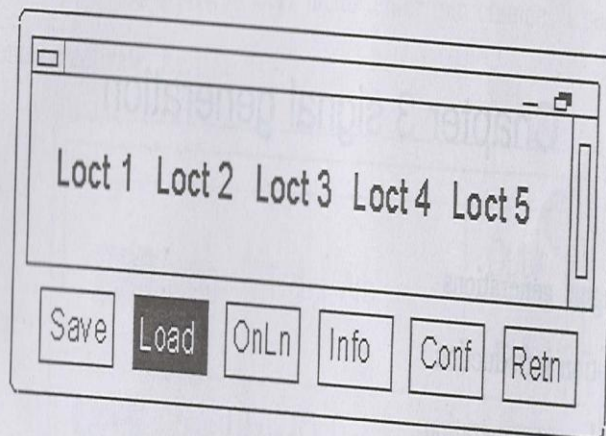 Chapter 3 signal generation
Loct 1 Loct 2 Loct 3 Loct 4 Loct 5
Save Load OnLn Info Conf Retn